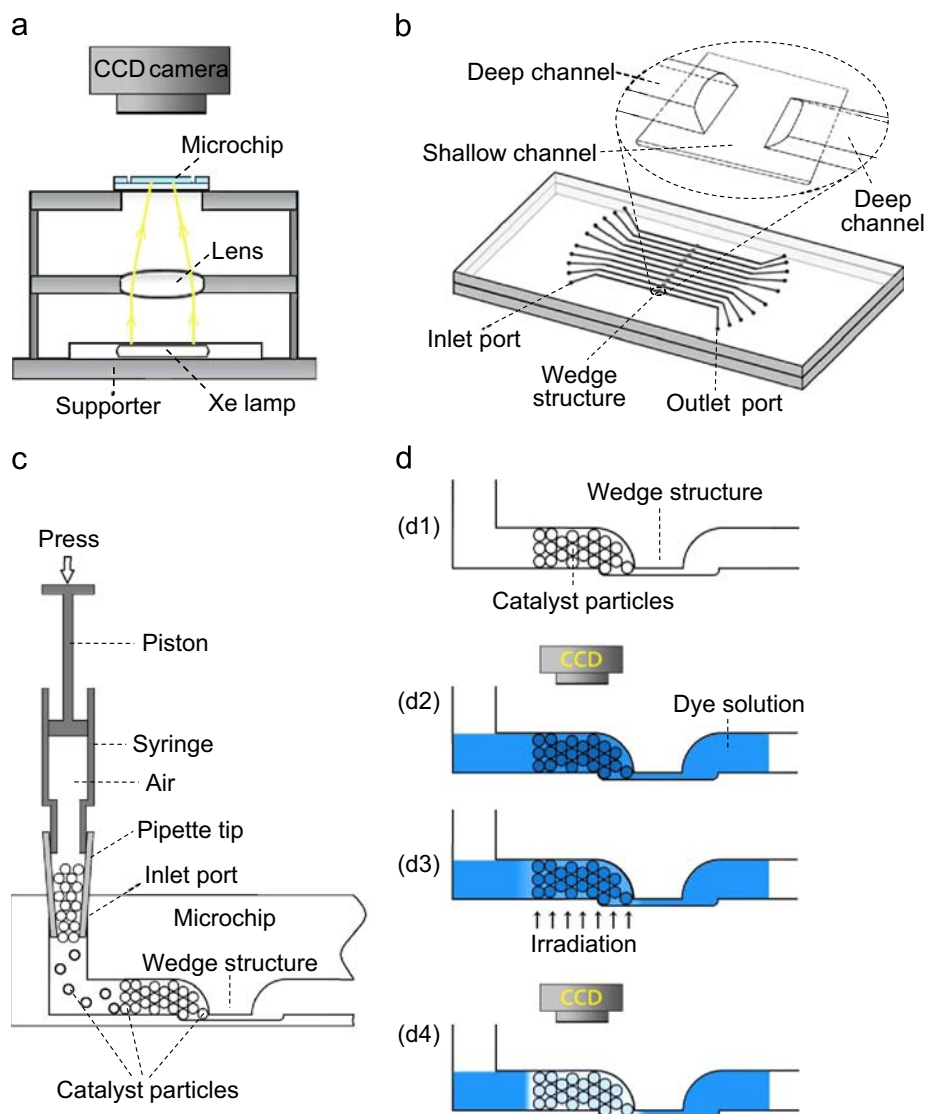 a
CCD camera
Microchip
Lens
Supporter
Xe lamp
b
Deep channel
Shallow channel
Deep
channel
Inlet port
Wedge
structure
Outlet port
c
Press
Piston
Syringe
Air
Pipette tip
Inlet port
Microchip
Wedge structure
Catalyst particles
d
(d1)
Wedge structure
Catalyst particles
(d2)
CCD
Dye solution
(d3)
Irradiation
(d4)
CCD